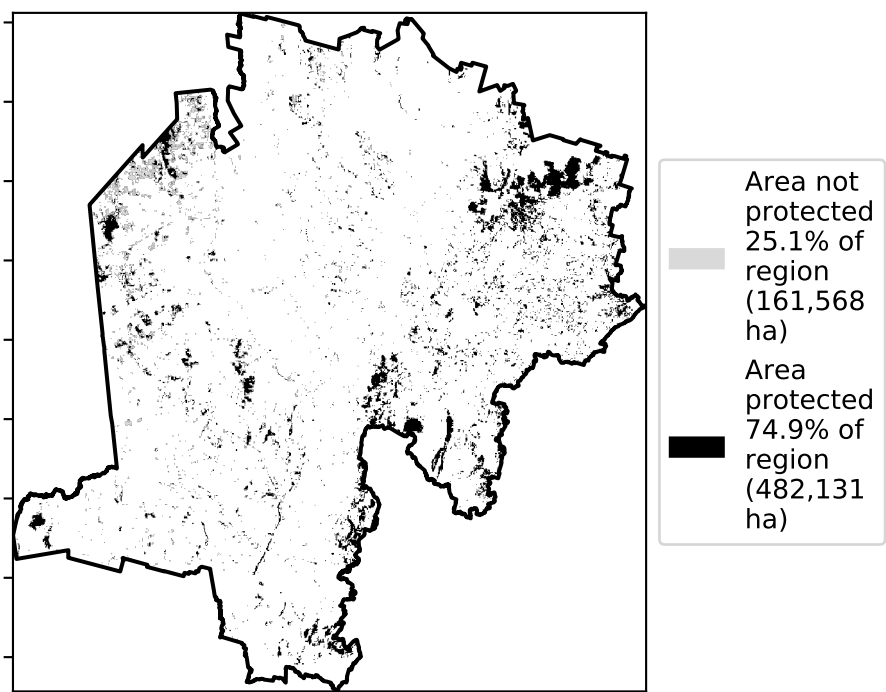 Area not
protected
25.1% of
region
(161,568
ha)
Area
protected
74.9% of
region
(482,131
ha)